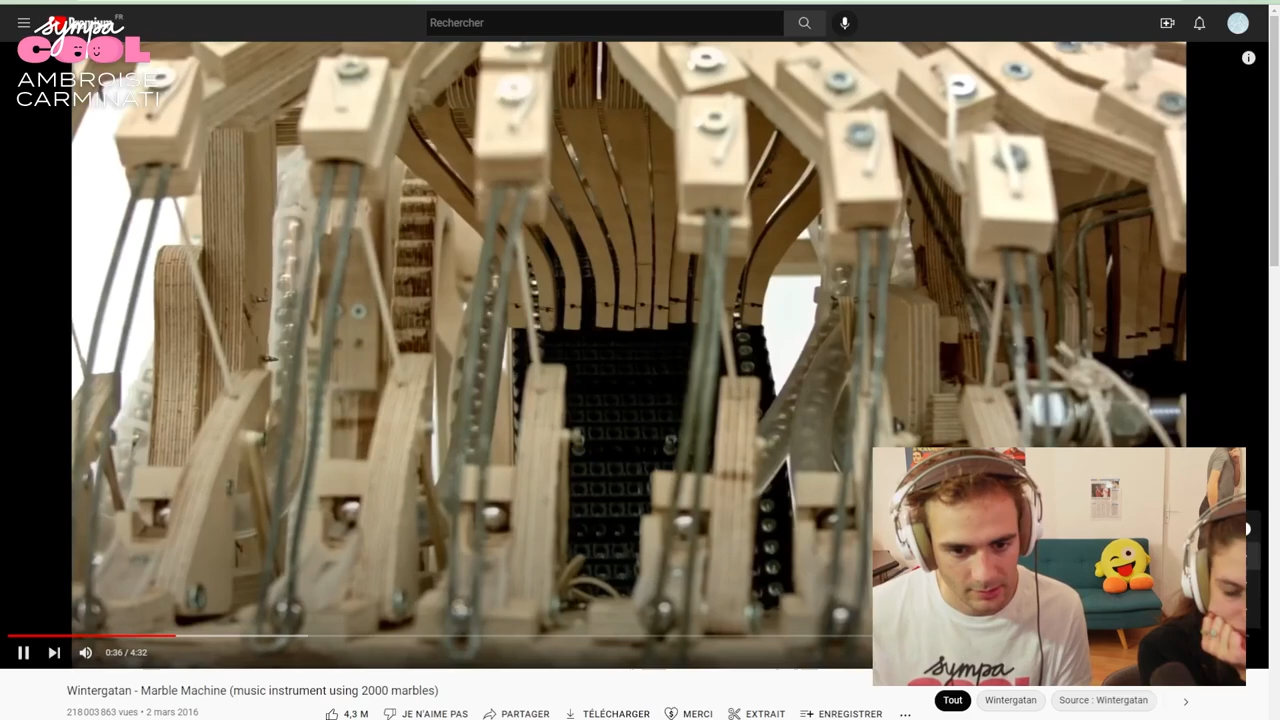 Rechercher
FR
sympa
COOL
AMBROISE
CARMINATI
0:36 / 4:32
sympa
Wintergatan - Marble Machine (music instrument using 2000 marbles)
218 003 863 vues • 2 mars 2016
4,3 M
JE N'AIME PAS
PARTAGER
TÉLÉCHARGER
MERCI
EXTRAIT
ENREGISTRER
Tout
Wintergatan
Source : Wintergatan